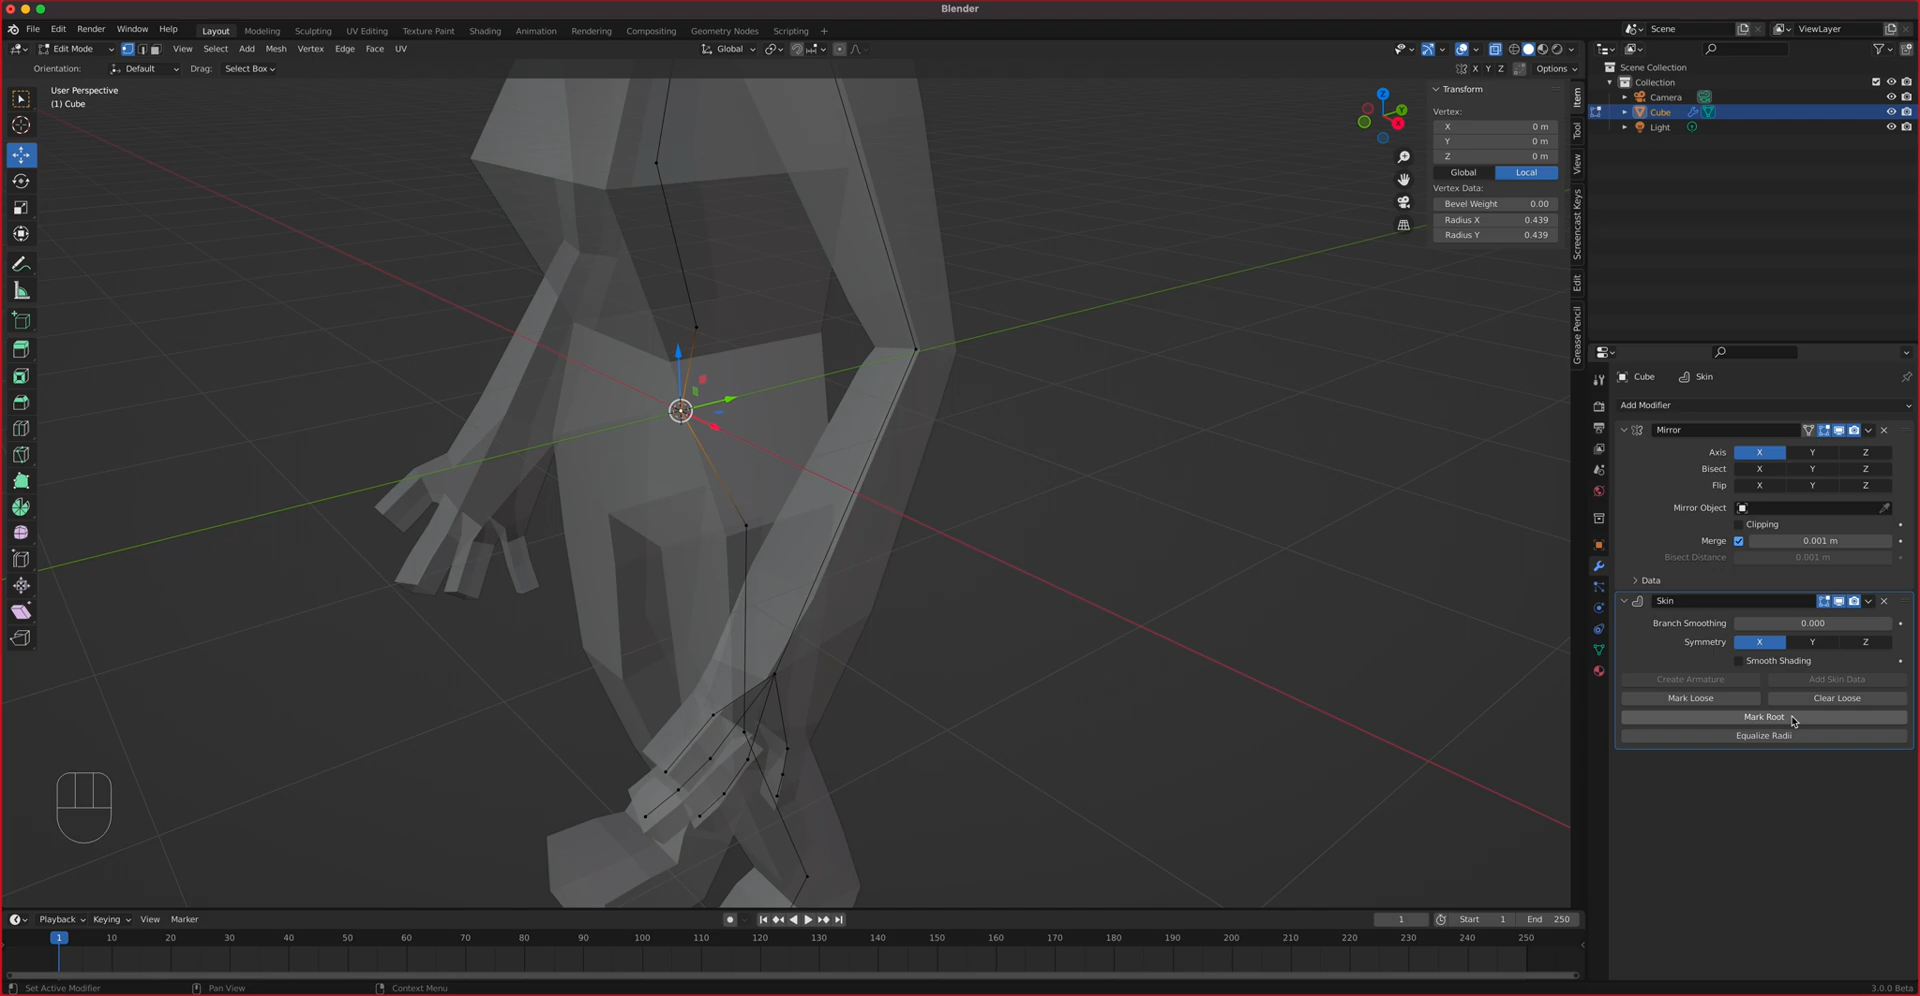 Blender
File Edit Render Window Help
Layout Modeling Sculpting UV Editing Texture Paint Shading Animation Rendering Compositing Geometry Nodes Scripting +
Scene
ViewLayer
Edit Mode View Select Add Mesh Vertex Edge Face UV
Global
Orientation: Default Drag: Select Box
X Y Z Options
User Perspective
(1) Cube
Z
Y
X
Transform
Vertex:
X 0 m
Y 0 m
Z 0 m
Global Local
Vertex Data:
Bevel Weight 0.00
Radius X 0.439
Radius Y 0.439
Item
Tool
View
Screencast Keys
Edit
Grease Pencil
Scene Collection
Collection
Camera
Cube
Light
Cube Skin
Add Modifier
Mirror
Axis X Y Z
Bisect X Y Z
Flip X Y Z
Mirror Object
Clipping
Merge 0.001 m
Bisect Distance 0.001 m
Data
Skin
Branch Smoothing 0.000
Symmetry X Y Z
Smooth Shading
Create Armature Add Skin Data
Mark Loose Clear Loose
Mark Root
Equalize Radii
Playback Keying View Marker
1 Start 1 End 250
1 10 20 30 40 50 60 70 80 90 100 110 120 130 140 150 160 170 180 190 200 210 220 230 240 250
Set Active Modifier Pan View Context Menu
3.0.0 Beta